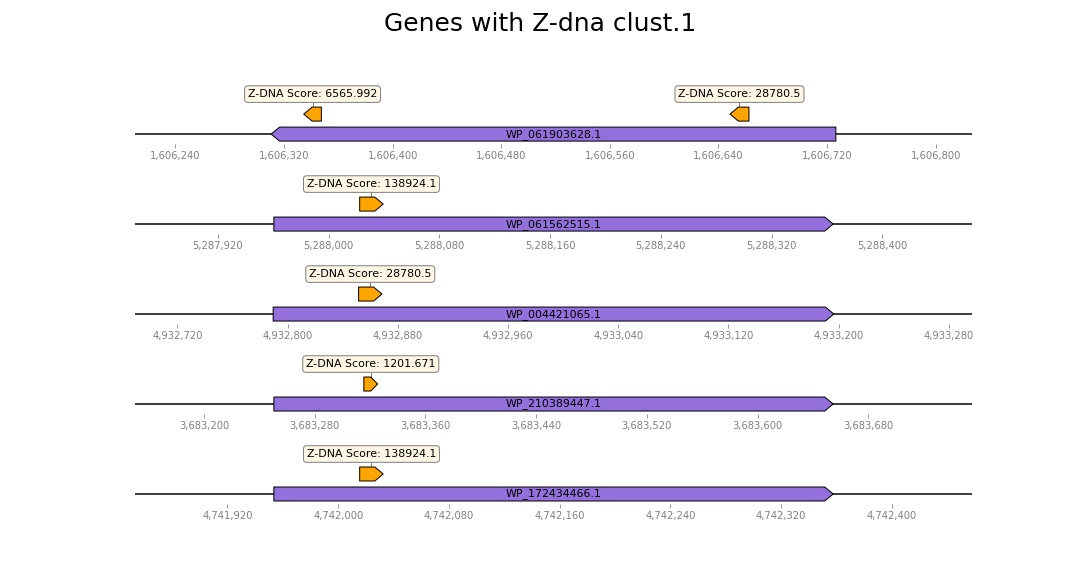 Genes with Z-dna clust.1
Z-DNA Score: 6565.992 Z-DNA Score: 28780.5
WP_061903628.1
1,606,240 1,606,320 1,606,400 1,606,480 1,606,560 1,606,640 1,606,720 1,606,800
Z-DNA Score: 138924.1
WP_061562515.1
5,287,920 5,288,000 5,288,080 5,288,160 5,288,240 5,288,320 5,288,400
Z-DNA Score: 28780.5
WP_004421065.1
4,932,720 4,932,800 4,932,880 4,932,960 4,933,040 4,933,120 4,933,200 4,933,280
Z-DNA Score: 1201.671
WP_210389447.1
3,683,200 3,683,280 3,683,360 3,683,440 3,683,520 3,683,600 3,683,680
Z-DNA Score: 138924.1
WP_172434466.1
4,741,920 4,742,000 4,742,080 4,742,160 4,742,240 4,742,320 4,742,400